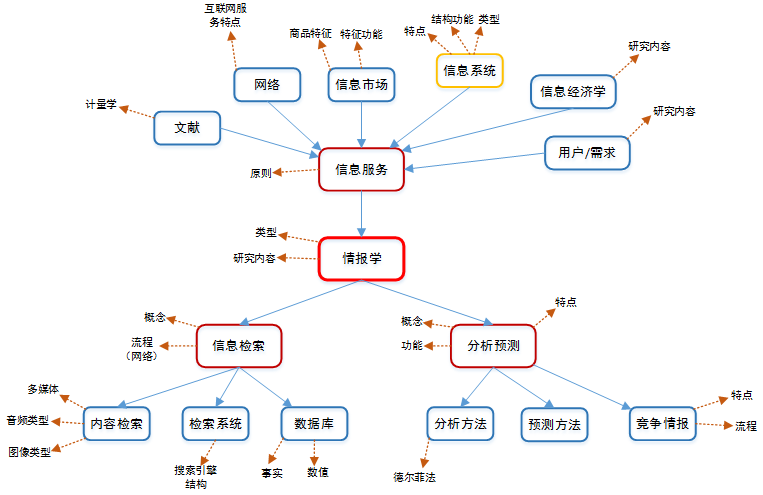 互联网服
务特点
商品特征
特征功能
特点
结构功能
类型
研究内容
网络
信息市场
信息系统
信息经济学
计量学
研究内容
文献
用户/需求
原则
信息服务
类型
研究内容
情报学
概念
流程
（网络）
信息检索
概念
功能
分析预测
特点
多媒体
音频类型
图像类型
内容检索
检索系统
数据库
分析方法
预测方法
竞争情报
特点
流程
搜索引擎
结构
事实
数值
德尔菲法